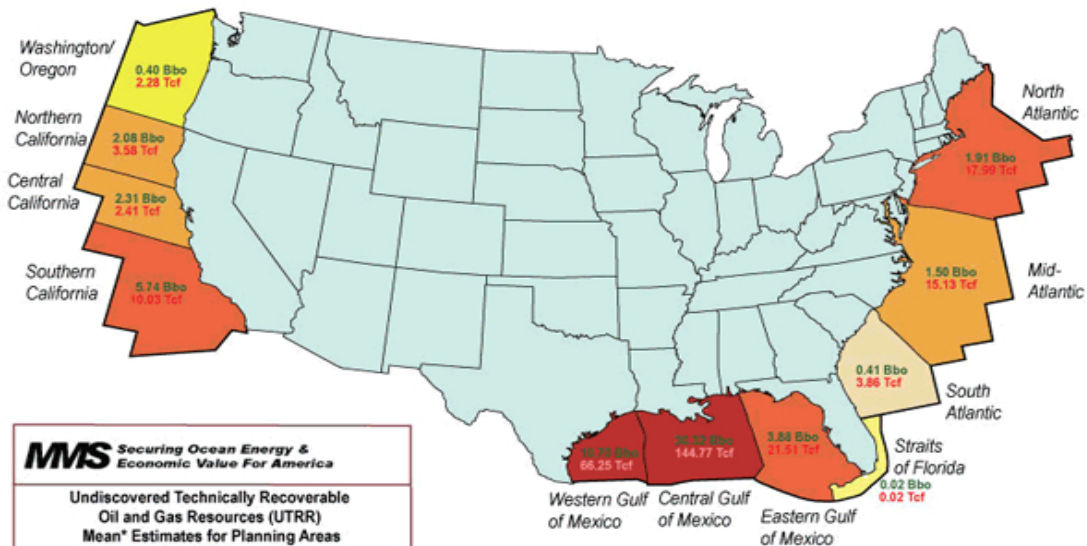 Washington/
Oregon
0.40 Bbo
2.28 Tcf
Northern
California
2.08 Bbo
3.58 Tcf
Central
California
2.31 Bbo
2.41 Tcf
Southern
California
5.74 Bbo
10.03 Tcf
North
Atlantic
1.91 Bbo
17.99 Tcf
Mid-
Atlantic
1.50 Bbo
15.13 Tcf
0.41 Bbo
3.86 Tcf
South
Atlantic
Straits
of Florida
0.02 Bbo
0.02 Tcf
3.88 Bbo
21.51 Tcf
Eastern Gulf
of Mexico
Bbo
144.77 Tcf
Central Gulf
of Mexico
Bbo
66.25 Tcf
Western Gulf
of Mexico
MMS Securing Ocean Energy &
Economic Value For America
Undiscovered Technically Recoverable
Oil and Gas Resources (UTRR)
Mean* Estimates for Planning Areas